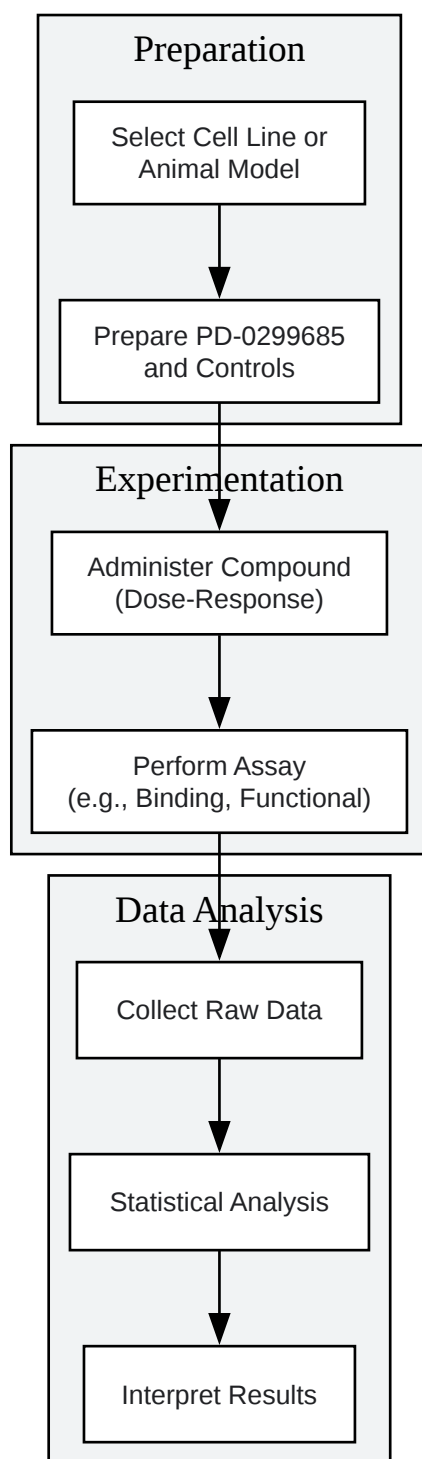 Preparation
Select Cell Line or
Animal Model
Prepare PD-0299685
and Controls
Experimentation
Administer Compound
(Dose-Response)
Perform Assay
(e.g., Binding, Functional)
Data Analysis
Collect Raw Data
Statistical Analysis
Interpret Results